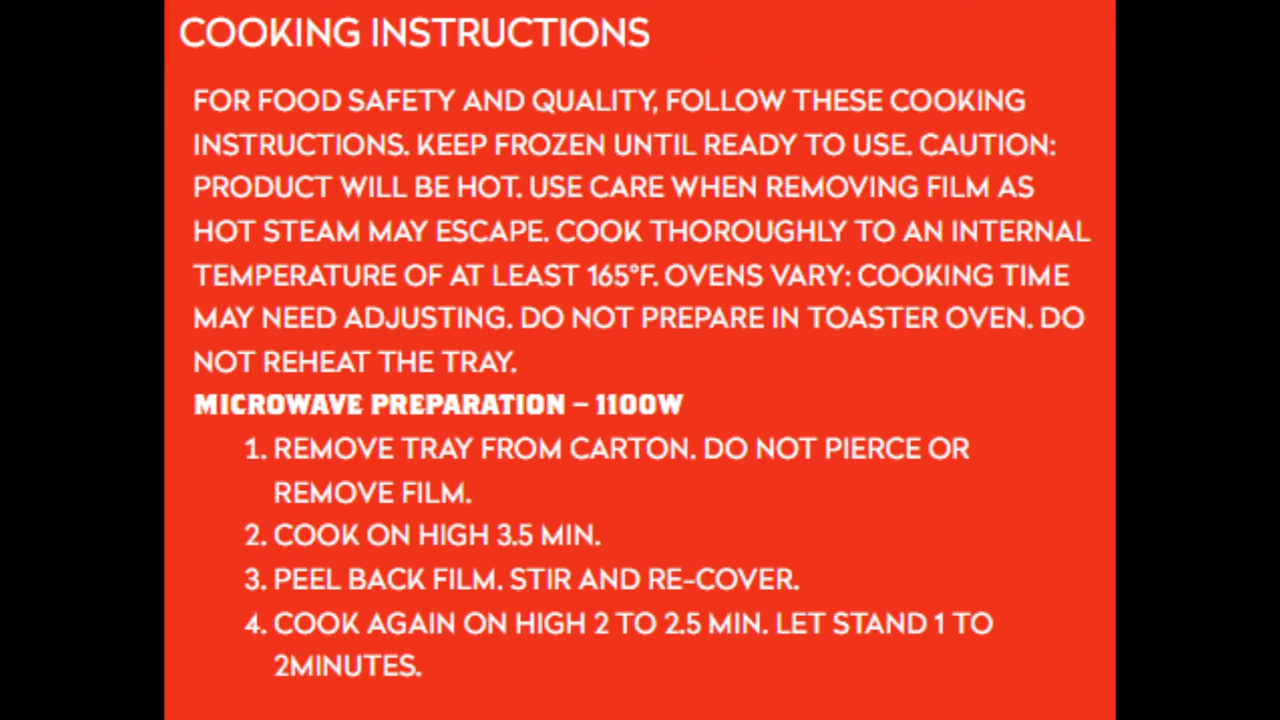 COOKING INSTRUCTIONS
FOR FOOD SAFETY AND QUALITY, FOLLOW THESE COOKING
INSTRUCTIONS. KEEP FROZEN UNTIL READY TO USE. CAUTION:
PRODUCT WILL BE HOT. USE CARE WHEN REMOVING FILM AS
HOT STEAM MAY ESCAPE. COOK THOROUGHLY TO AN INTERNAL
TEMPERATURE OF AT LEAST 165°F. OVENS VARY: COOKING TIME
MAY NEED ADJUSTING. DO NOT PREPARE IN TOASTER OVEN. DO
NOT REHEAT THE TRAY.
MICROWAVE PREPARATION – 1100W
1. REMOVE TRAY FROM CARTON. DO NOT PIERCE OR
REMOVE FILM.
2. COOK ON HIGH 3.5 MIN.
3. PEEL BACK FILM. STIR AND RE-COVER.
4. COOK AGAIN ON HIGH 2 TO 2.5 MIN. LET STAND 1 TO
2MINUTES.